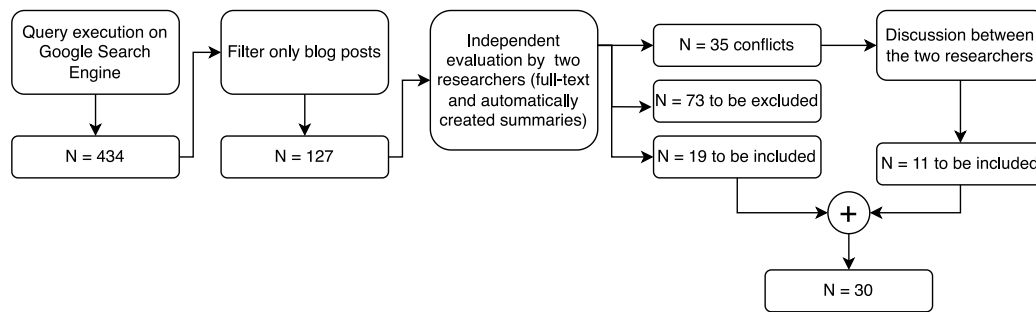 Query execution on
Google Search
Engine
N = 434
Filter only blog posts
N = 127
Independent
evaluation by two
researchers (full-text
and automatically
created summaries)
N = 35 conflicts
N = 73 to be excluded
N = 19 to be included
Discussion between
the two researchers
N = 11 to be included
+
N = 30